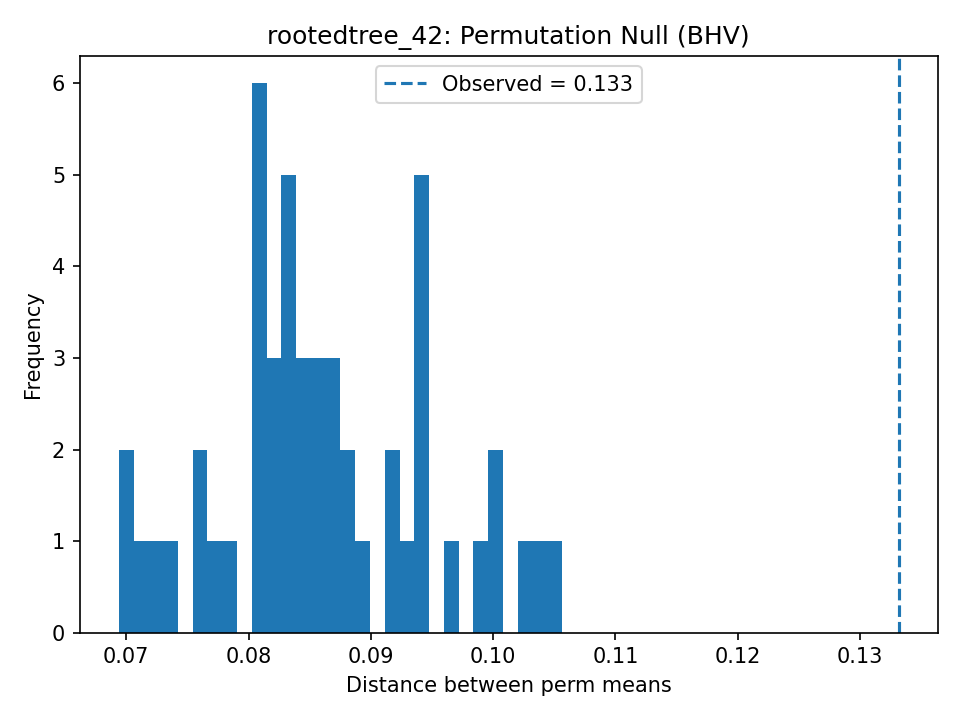 rootedtree_42: Permutation Null (BHV)
Observed = 0.133
Frequency
6
5
4
3
2
1
0
0.07 0.08 0.09 0.10 0.11 0.12 0.13
Distance between perm means